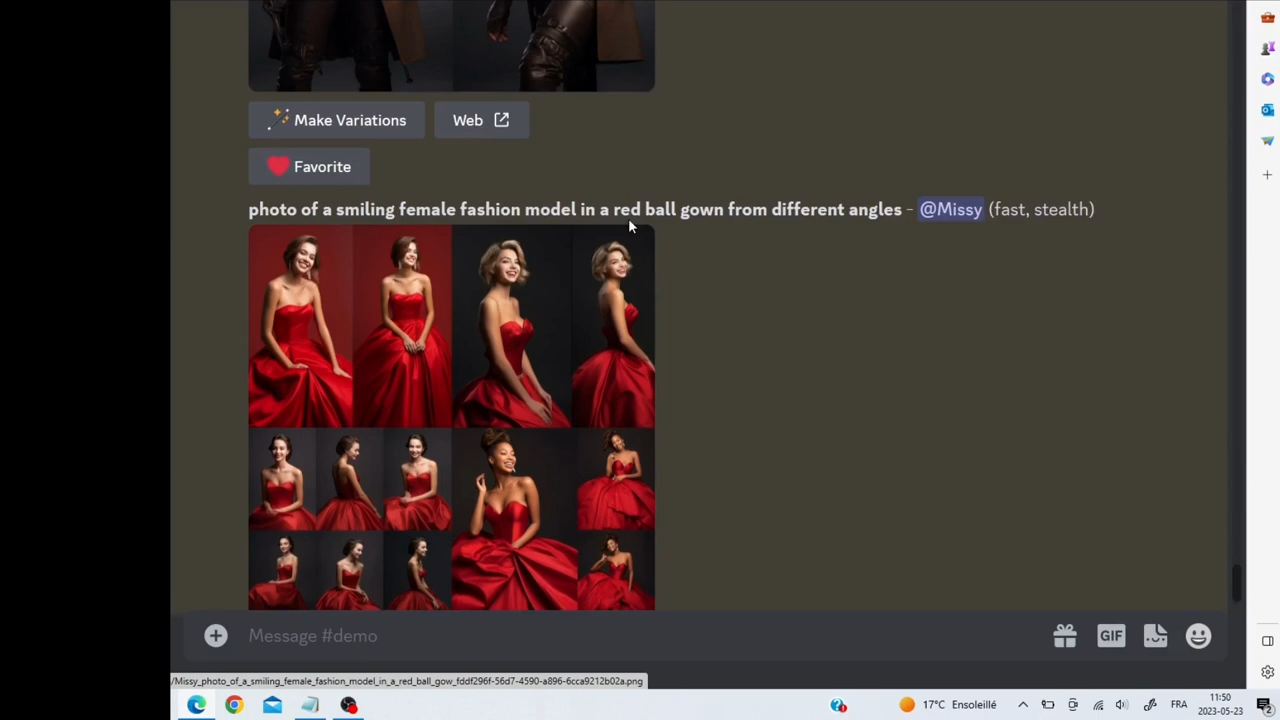 Make Variations
Web
Favorite
photo of a smiling female fashion model in a red ball gown from different angles - @Missy (fast, stealth)
Message #demo
GIF
/Missy_photo_of_a_smiling_female_fashion_model_in_a_red_ball_gow_fddf296f-56d7-4590-a896-6cca9212b02a.png
17°C Ensoleillé
FRA
11:50
2023-05-23
2